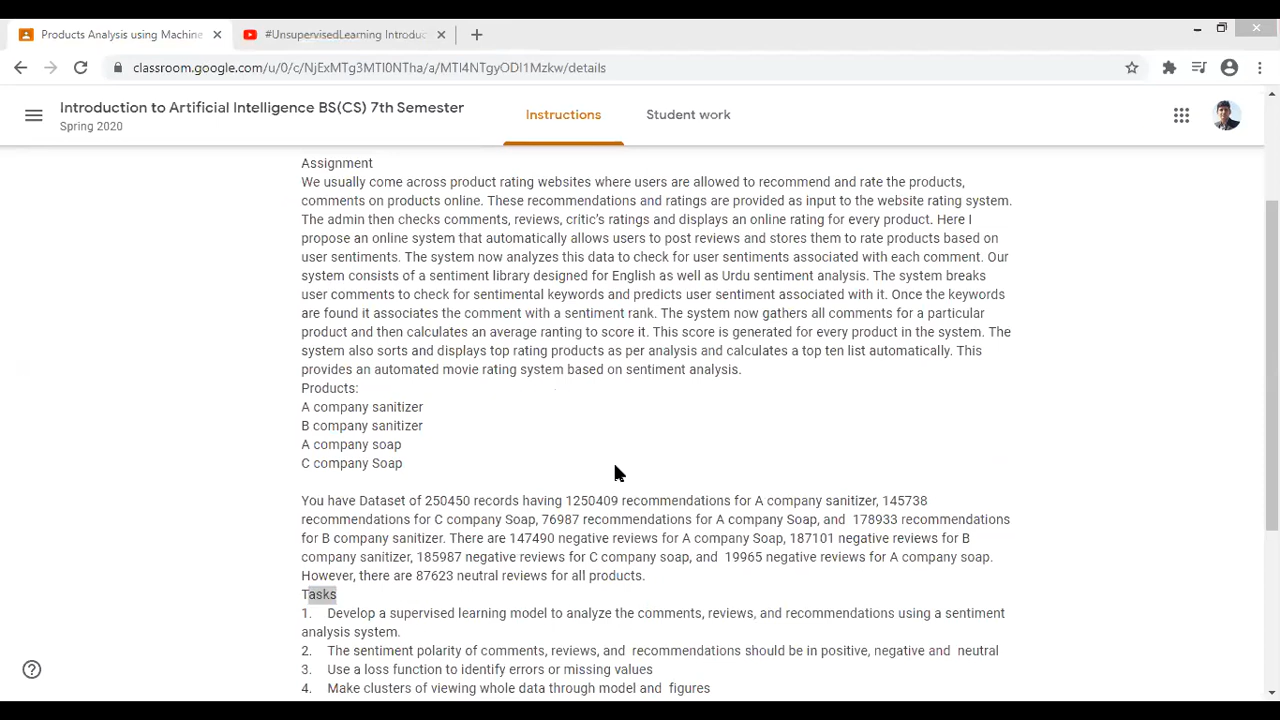 Products Analysis using Machine
#UnsupervisedLearning Introduc
classroom.google.com/u/0/c/NjExMTg3MTI0NTha/a/MTI4NTgyODI1Mzkw/details
Introduction to Artificial Intelligence BS(CS) 7th Semester
Spring 2020
Instructions
Student work
Assignment
We usually come across product rating websites where users are allowed to recommend and rate the products,
comments on products online. These recommendations and ratings are provided as input to the website rating system.
The admin then checks comments, reviews, critic's ratings and displays an online rating for every product. Here I
propose an online system that automatically allows users to post reviews and stores them to rate products based on
user sentiments. The system now analyzes this data to check for user sentiments associated with each comment. Our
system consists of a sentiment library designed for English as well as Urdu sentiment analysis. The system breaks
user comments to check for sentimental keywords and predicts user sentiment associated with it. Once the keywords
are found it associates the comment with a sentiment rank. The system now gathers all comments for a particular
product and then calculates an average ranting to score it. This score is generated for every product in the system. The
system also sorts and displays top rating products as per analysis and calculates a top ten list automatically. This
provides an automated movie rating system based on sentiment analysis.
Products:
A company sanitizer
B company sanitizer
A company soap
C company Soap
You have Dataset of 250450 records having 1250409 recommendations for A company sanitizer, 145738
recommendations for C company Soap, 76987 recommendations for A company Soap, and 178933 recommendations
for B company sanitizer. There are 147490 negative reviews for A company Soap, 187101 negative reviews for B
company sanitizer, 185987 negative reviews for C company soap, and 19965 negative reviews for A company soap.
However, there are 87623 neutral reviews for all products.
Tasks
1. Develop a supervised learning model to analyze the comments, reviews, and recommendations using a sentiment
analysis system.
2. The sentiment polarity of comments, reviews, and recommendations should be in positive, negative and neutral
3. Use a loss function to identify errors or missing values
4. Make clusters of viewing whole data through model and figures